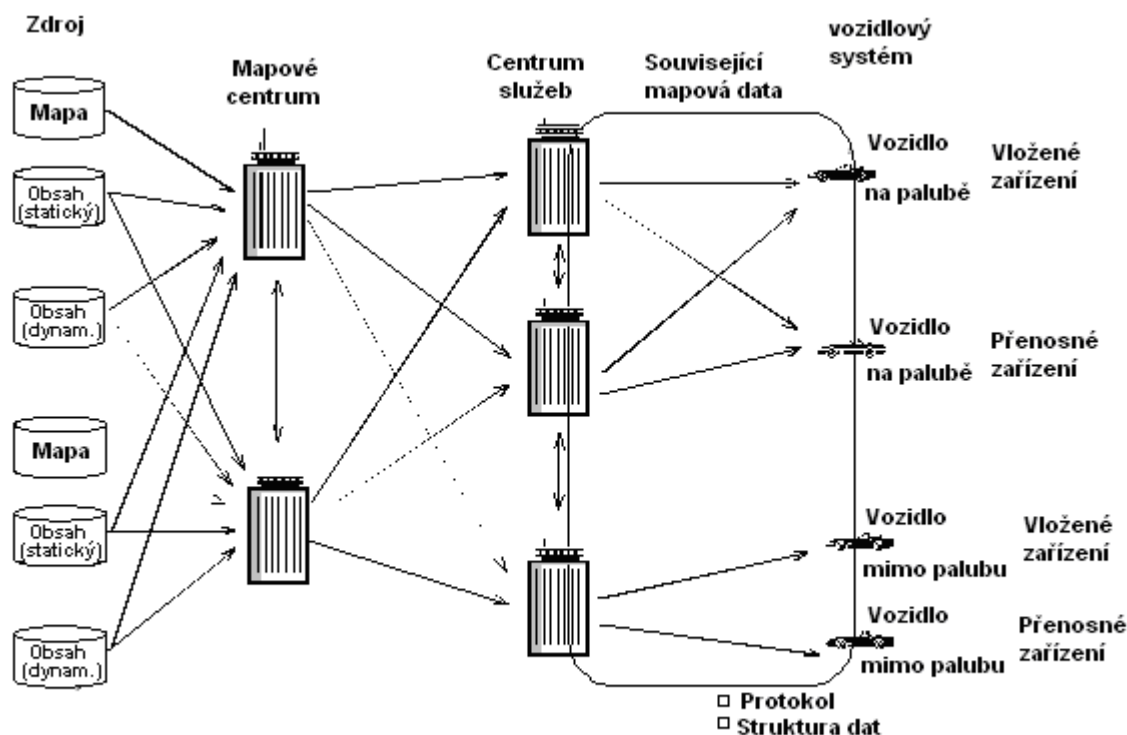 Zdroj
Mapové
centrum
Centrum
služeb
Související
mapová data
vozidlový
systém
Mapa
Obsah
(statický)
Obsah
(dynam.)
Mapa
Obsah
(statický)
Obsah
(dynam.)
Vozidlo
na palubě
Vložené
zařízení
Vozidlo
na palubě
Přenosné
zařízení
Vozidlo
mimo palubu
Vložené
zařízení
Vozidlo
mimo palubu
Přenosné
zařízení
Protokol
Struktura dat